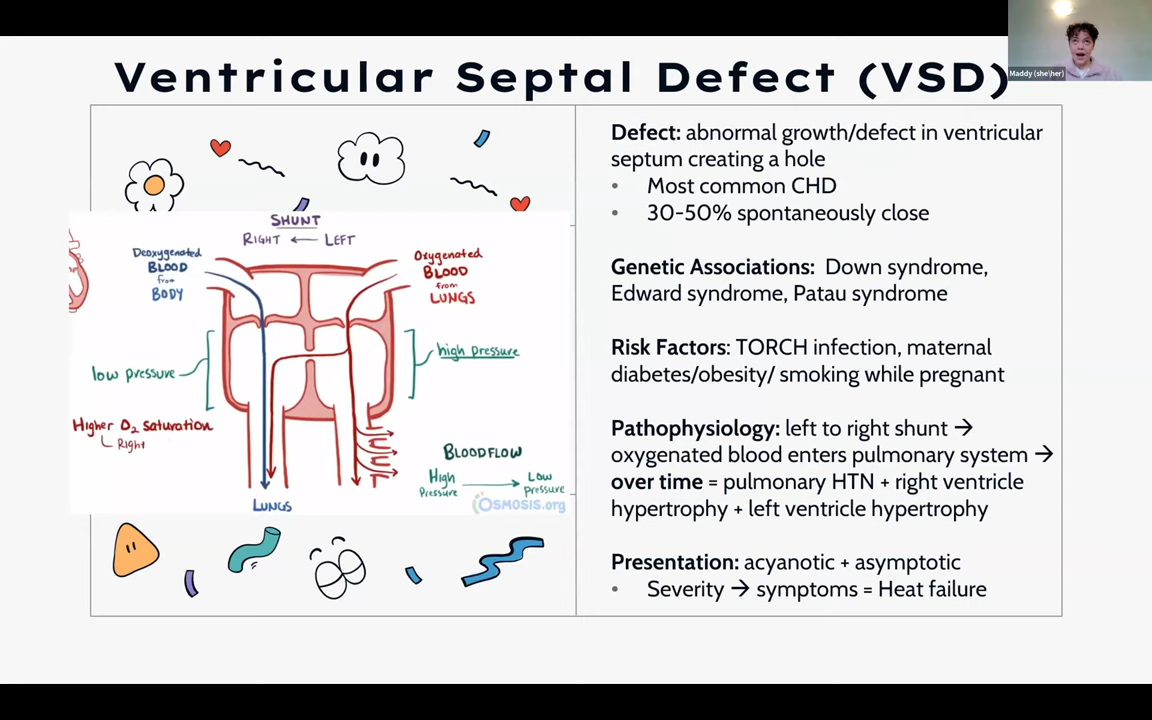 Ventricular Septal Defect (VSD)
Maddy (she\her)
SHUNT
RIGHT ← LEFT
Deoxygenated
BLOOD
from
BODY
Oxygenated
BLOOD
from
LUNGS
low pressure
high pressure
HIGHER O2 SATURATION
Right
BLOODFLOW
High Pressure → Low Pressure
LUNGS
OSMOSIS.org
Defect: abnormal growth/defect in ventricular
septum creating a hole
• Most common CHD
• 30-50% spontaneously close
Genetic Associations: Down syndrome,
Edward syndrome, Patau syndrome
Risk Factors: TORCH infection, maternal
diabetes/obesity/ smoking while pregnant
Pathophysiology: left to right shunt →
oxygenated blood enters pulmonary system →
over time = pulmonary HTN + right ventricle
hypertrophy + left ventricle hypertrophy
Presentation: acyanotic + asymptotic
• Severity → symptoms = Heat failure